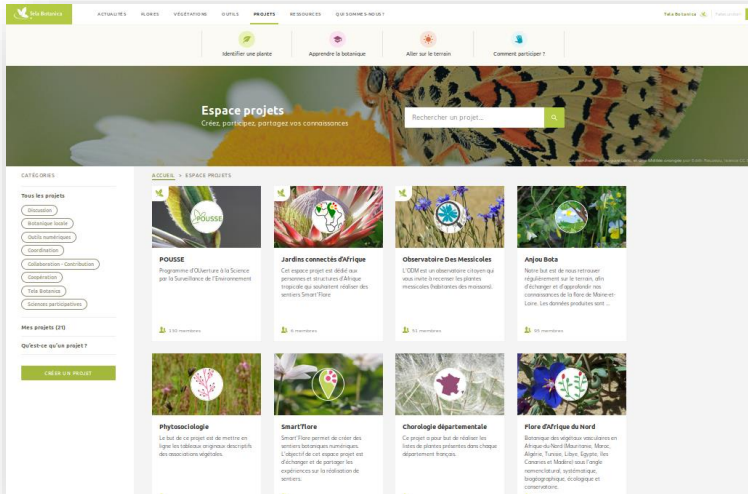 Tela Botanica
ACTUALITÉS FLORES VÉGÉTATIONS OUTILS PROJETS RESSOURCES QUI SOMMES-NOUS ?
Tela Botanica
Identifier une plante
Apprendre la botanique
Aller sur le terrain
Comment participer ?
Espace projets
Créez, participez, partagez vos connaissances
Rechercher un projet...
CATÉGORIES
Tous les projets
Discussion
Botanique locale
Outils numériques
Coordination
Collaboration - Contribution
Coopération
Tela Botanica
Sciences participatives
Mes projets (21)
Qu'est-ce qu'un projet ?
CRÉER UN PROJET
ACCUEIL > ESPACE PROJETS
POUSSE
POUSSE
Programme d'OUverture à la Science
par la Surveillance de l'Environnement
membres
Jardins connectés d'Afrique
Cet espace projet est dédié aux
personnes et structures d'Afrique
tropicale qui souhaitent réaliser des
sentiers Smart'Flore
membres
Observatoire Des Messicoles
L'ODM est un observatoire citoyen qui
vous invite à recenser les plantes
messicoles (habitantes des moissons).
membres
Anjou Bota
Notre but est de nous retrouver
régulièrement sur le terrain, afin
d'échanger et d'approfondir nos
connaissances de la flore de Maine-et-
Loire. Les données produites sont ...
membres
Phytosociologie
Le but de ce projet est de mettre en
ligne les tableaux originaux descriptifs
des associations végétales.
Smart'flore
Smart'Flore permet de créer des
sentiers botaniques numériques.
L'objectif de cet espace projet est
d'échanger et de partager les
expériences sur la réalisation de
sentiers.
Chorologie départementale
Ce projet a pour but de réaliser les
listes de plantes présentes dans chaque
département français.
Flore d'Afrique du Nord
Botanique des végétaux vasculaires en
Afrique du Nord (Mauritanie, Maroc,
Algérie, Tunisie, Libye, Egypte, îles
Canaries et Madère) sous l'angle
nomenclatural, systématique,
biogéographique, écologique et
conservatoire.